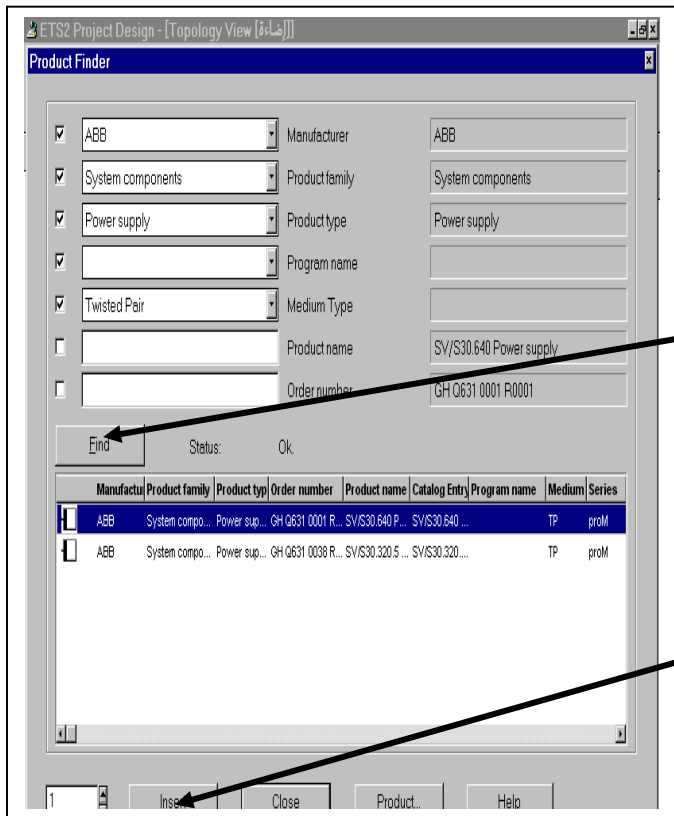 ETS2 Project Design - [Topology View [إضاءة]]
Product Finder
ABB Manufacturer ABB
System components Product family System components
Power supply Product type Power supply
Program name
Twisted Pair Medium Type
Product name SV/S30.640 Power supply
Order number GH Q631 0001 R0001
Find Status: Ok.
Manufactu Product family Product typ Order number Product name Catalog Entry Program name Medium Series
ABB System compo... Power sup... GH Q631 0001 R... SV/S30.640 P... SV/S30.640 ... TP proM
ABB System compo... Power sup... GH Q631 0038 R... SV/S30.320.5 ... SV/S30.320.... TP proM
1 Insert Close Product... Help